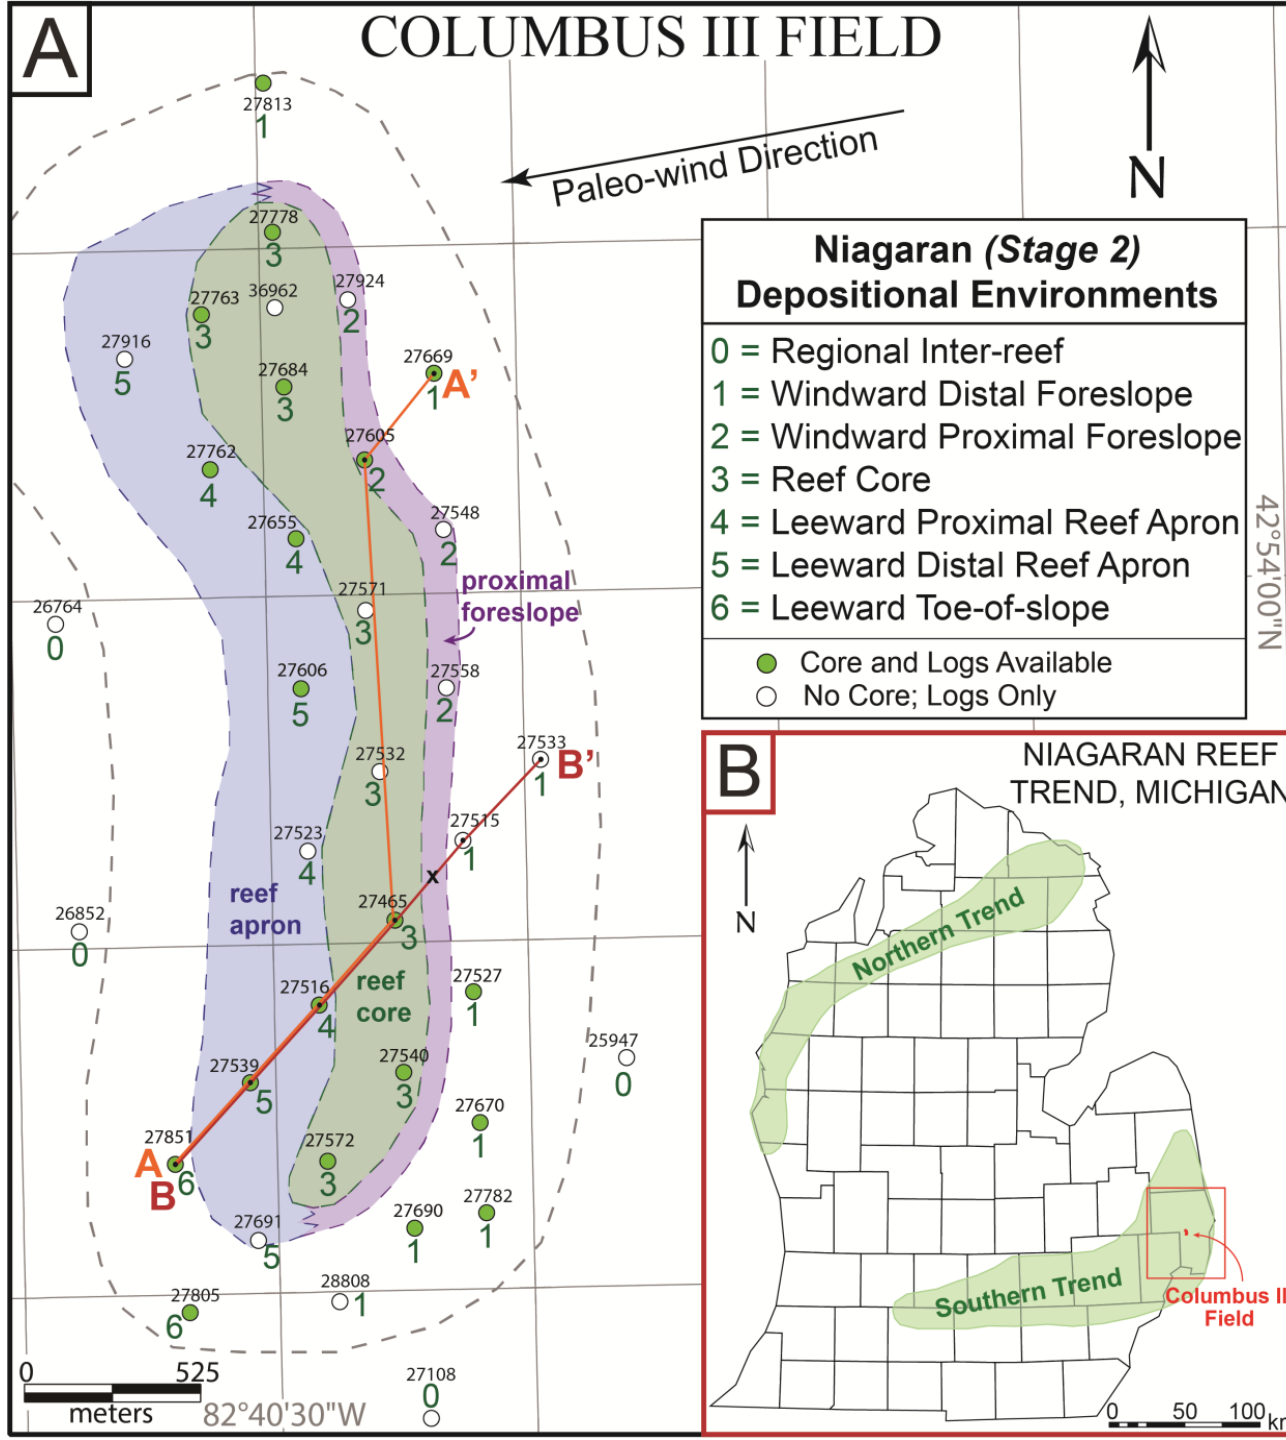 A
COLUMBUS III FIELD
27813
1
Paleo-wind Direction
N
27778
3
27763
3
36962
27924
2
27916
5
27684
3
27669
1
A’
27605
2
27762
4
27655
4
27548
2
27571
3
proximal
foreslope
26764
0
27606
5
27558
2
27532
3
27533
1
B’
27523
4
27515
1
x
reef
apron
27465
3
26852
0
27516
4
reef
core
27527
1
27539
5
27540
3
25947
0
27670
1
27851
A
B
6
27572
3
27691
5
27690
1
27782
1
27805
6
28808
1
27108
0
0 525
meters
82°40'30"W
42°54'00"N
Niagaran (Stage 2)
Depositional Environments
0 = Regional Inter-reef
1 = Windward Distal Foreslope
2 = Windward Proximal Foreslope
3 = Reef Core
4 = Leeward Proximal Reef Apron
5 = Leeward Distal Reef Apron
6 = Leeward Toe-of-slope
Core and Logs Available
No Core; Logs Only
B
NIAGARAN REEF
TREND, MICHIGAN
N
Northern Trend
Southern Trend
Columbus II
Field
0 50 100 km